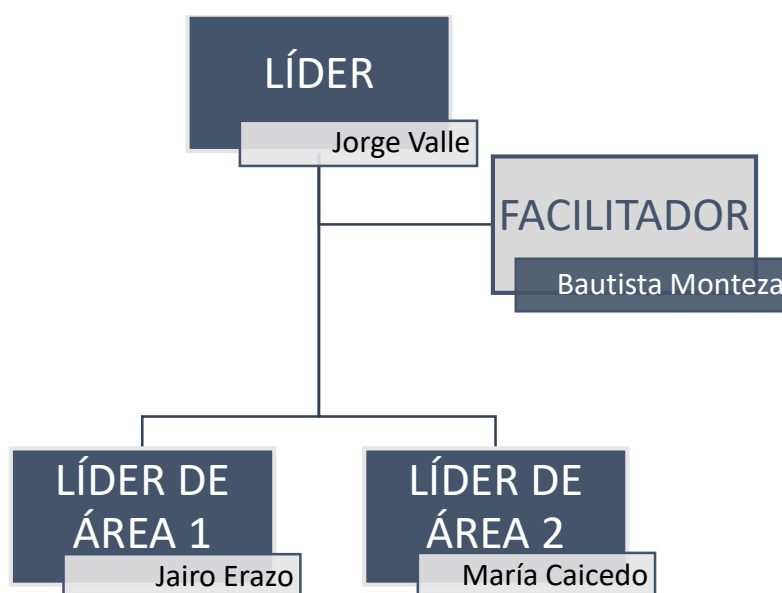 LÍDER
Jorge Valle
FACILITADOR
Bautista Monteza
LÍDER DE
ÁREA 1
Jairo Erazo
LÍDER DE
ÁREA 2
María Caicedo